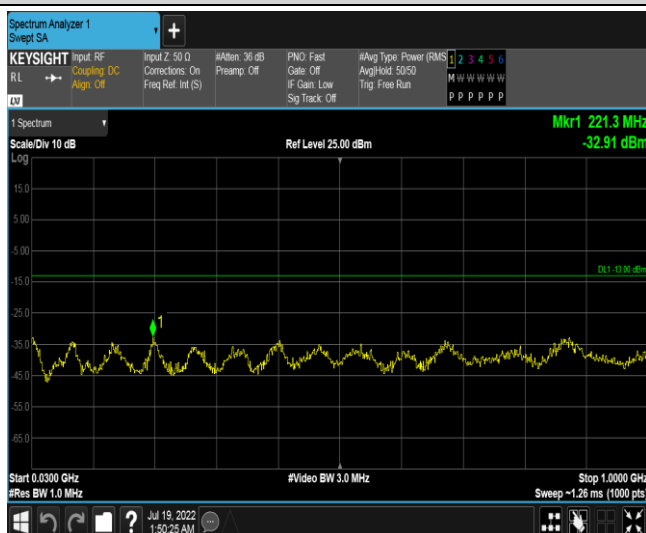 Spectrum Analyzer 1
Swept SA
+
KEYSIGHT
RL
LXI
Input: RF
Coupling: DC
Align: Off
Input Z: 50 Ω
Corrections: On
Freq Ref: Int (S)
#Atten: 36 dB
Preamp: Off
PNO: Fast
Gate: Off
IF Gain: Low
Sig Track: Off
#Avg Type: Power (RMS
Avg|Hold: 50/50
Trig: Free Run
1 2 3 4 5 6
M W W W W W
P P P P P P
1 Spectrum
Scale/Div 10 dB
Ref Level 25.00 dBm
Mkr1 221.3 MHz
-32.91 dBm
Log
15.0
5.00
-5.00
-15.0
-25.0
-35.0
-45.0
-55.0
-65.0
DL1 -13.00 dBm
1
Start 0.0300 GHz
#Res BW 1.0 MHz
#Video BW 3.0 MHz
Stop 1.0000 GHz
Sweep ~1.26 ms (1000 pts)
?
Jul 19, 2022
1:50:25 AM